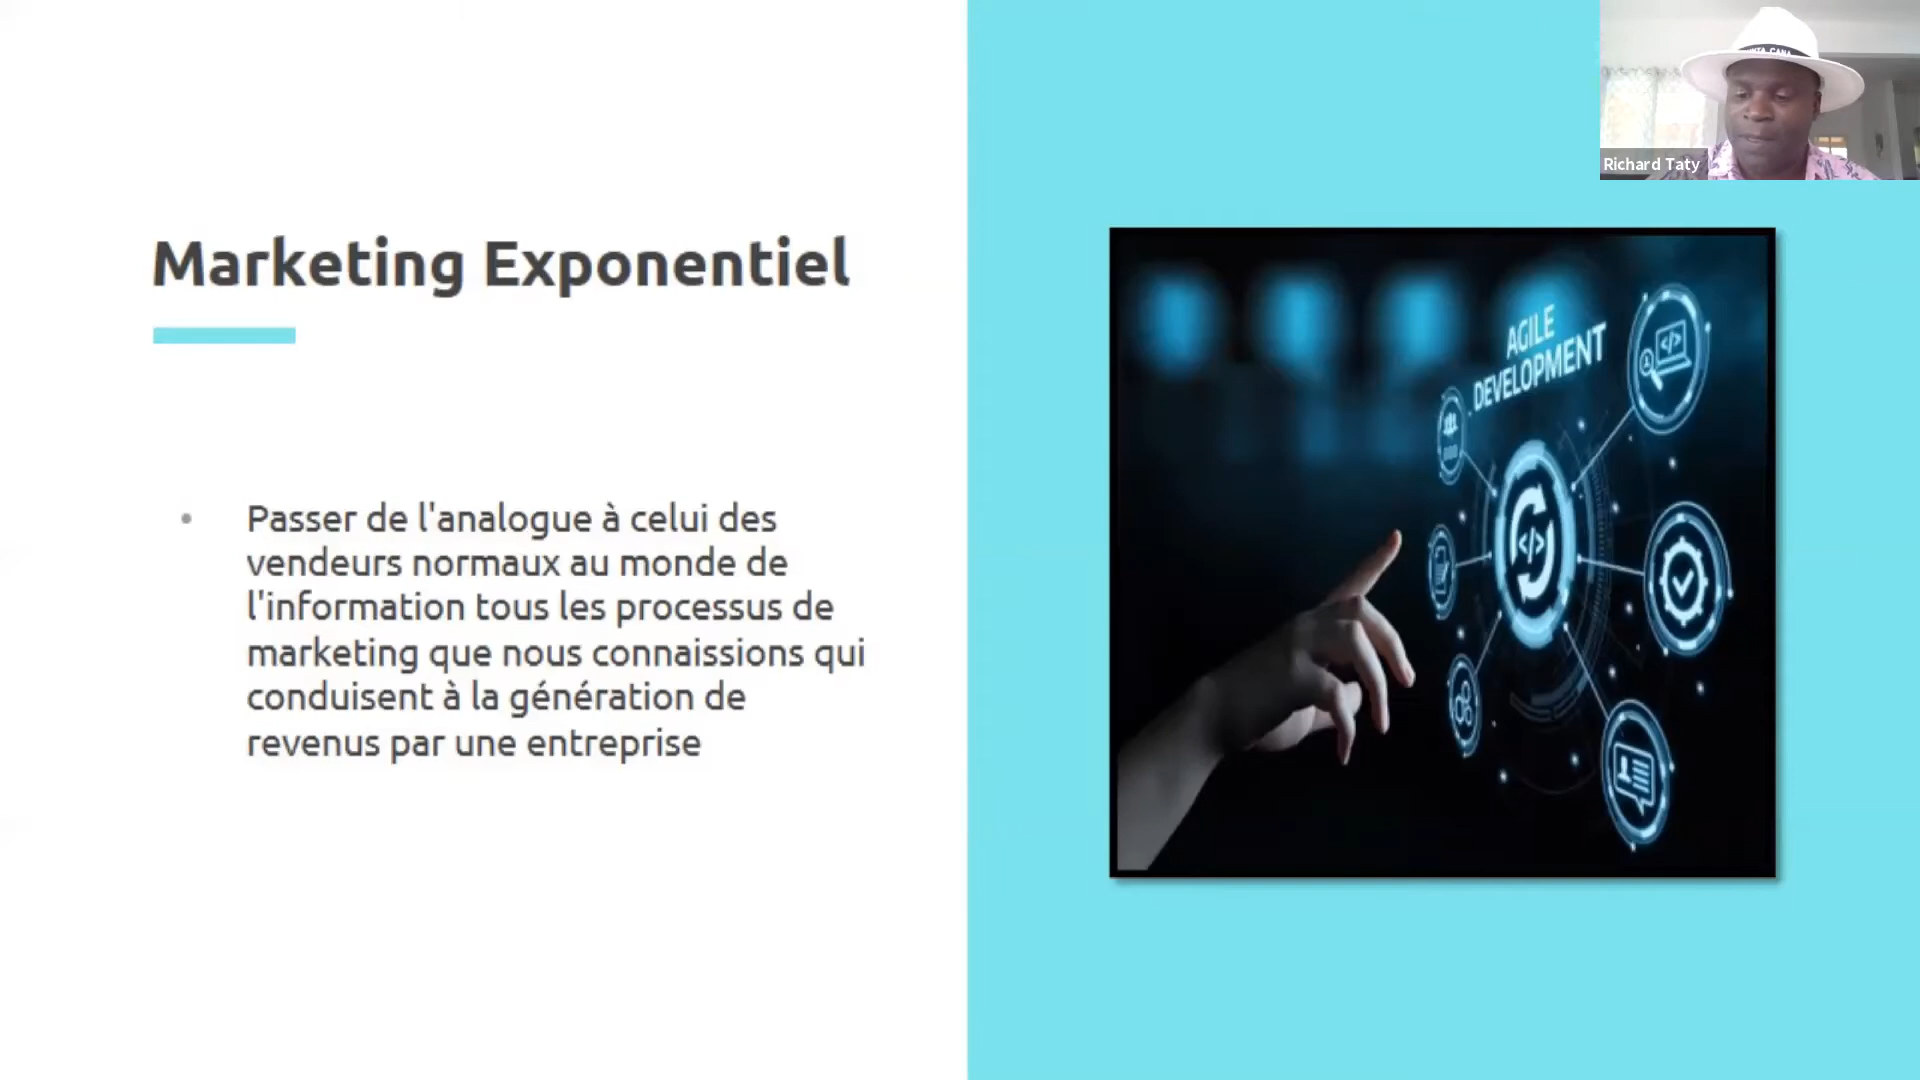 Marketing Exponentiel
Passer de l'analogue à celui des
vendeurs normaux au monde de
l'information tous les processus de
marketing que nous connaissions qui
conduisent à la génération de
revenus par une entreprise
CANA
Richard Taty
AGILE
DEVELOPMENT